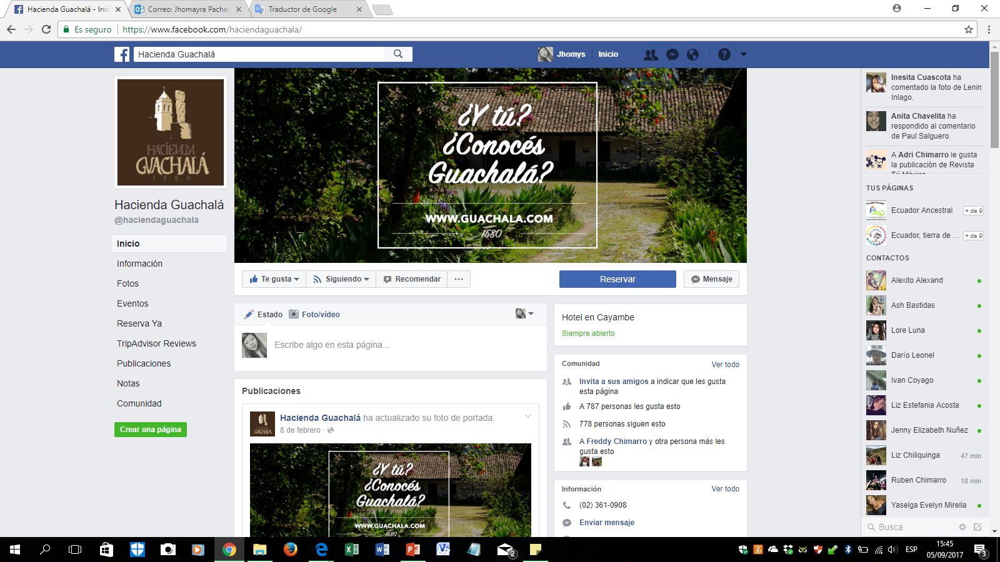 Hacienda Guachalá - Inic
Correo: Jhomayra Pachec
Traductor de Google
Es seguro
https://www.facebook.com/haciendaguachala/
Hacienda Guachalá
Jhomys
Inicio
HACIENDA
GUACHALÁ
1580
Hacienda Guachalá
@haciendaguachala
Inicio
Información
Fotos
Eventos
Reserva Ya
TripAdvisor Reviews
Publicaciones
Notas
Comunidad
Crear una página
¿Y tú?
¿Conocés
Guachalá?
WWW.GUACHALA.COM
1580
Te gusta
Siguiendo
Recomendar
Reservar
Mensaje
Estado
Foto/vídeo
Escribe algo en esta página...
Publicaciones
Hacienda Guachalá ha actualizado su foto de portada.
8 de febrero ·
HACIENDA
GUACHALÁ
¿Y tú?
¿Conocés
Guachalá?
WWW.GUACHALA.COM
1580
Hotel en Cayambe
Siempre abierto
Comunidad
Ver todo
Invita a sus amigos a indicar que les gusta
esta página
A 787 personas les gusta esto
778 personas siguen esto
A Freddy Chimarro y otra persona más les
gusta esto
Información
Ver todo
(02) 361-0908
Enviar mensaje
Inesita Cuascota ha
comentado la foto de Lenin
Inlago.
Anita Chavelita ha
respondido al comentario
de Paul Salguero.
A Adri Chimarro le gusta
la publicación de Revista
Tú México.
TUS PÁGINAS
Ecuador Ancestral
+ de 9
Ecuador, tierra de ...
+ de 9
CONTACTOS
Alexito Alexand
Ash Bastidas
Lore Luna
Darío Leonel
Ivan Coyago
Liz Estefania Acosta
Jenny Elizabeth Nuñez
Liz Chiliquinga
47 min
Ruben Chimarro
18 min
Yaselga Evelyn Mirella
Busca
2
ESP
15:45
05/09/2017
3